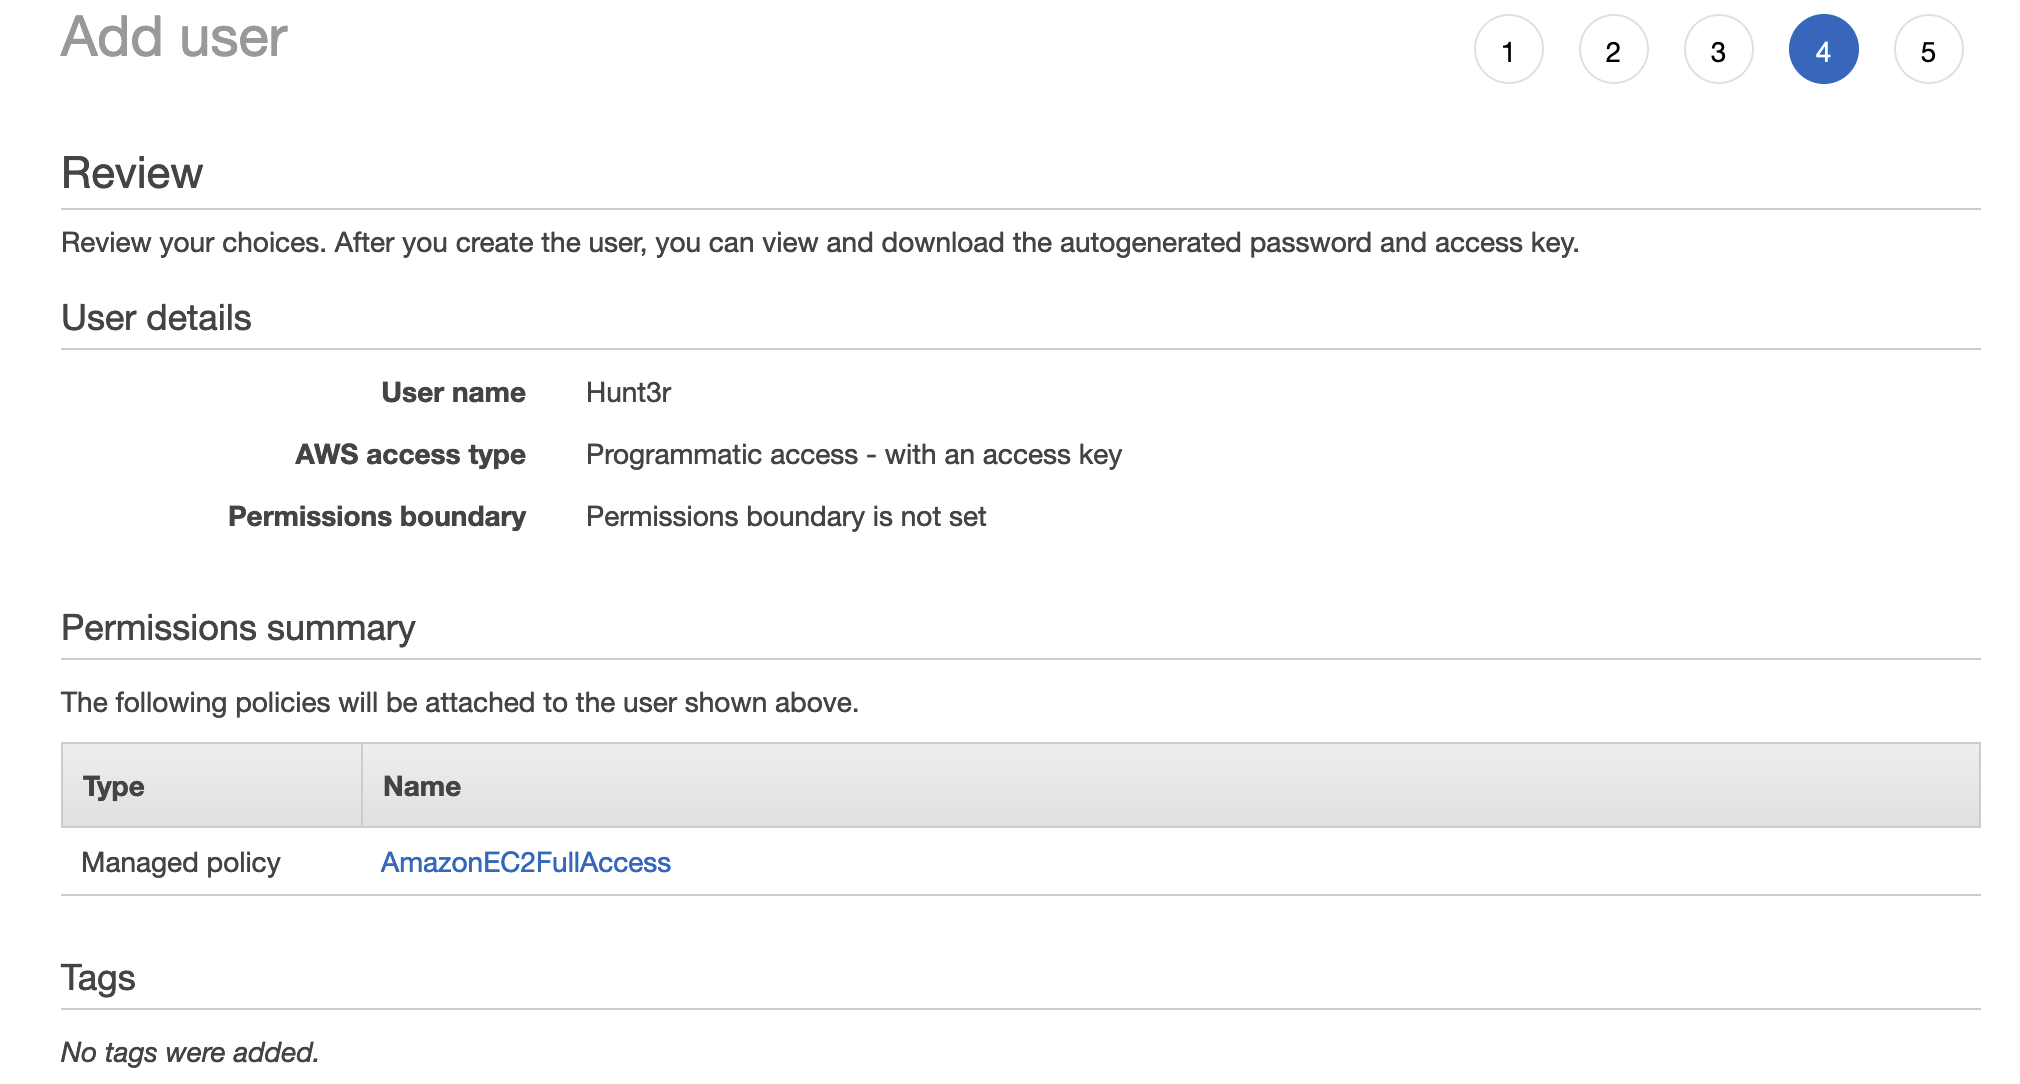 Add user
1 2 3 4 5
Review
Review your choices. After you create the user, you can view and download the autogenerated password and access key.
User details
User name Hunt3r
AWS access type Programmatic access - with an access key
Permissions boundary Permissions boundary is not set
Permissions summary
The following policies will be attached to the user shown above.
Type Name
Managed policy AmazonEC2FullAccess
Tags
No tags were added.